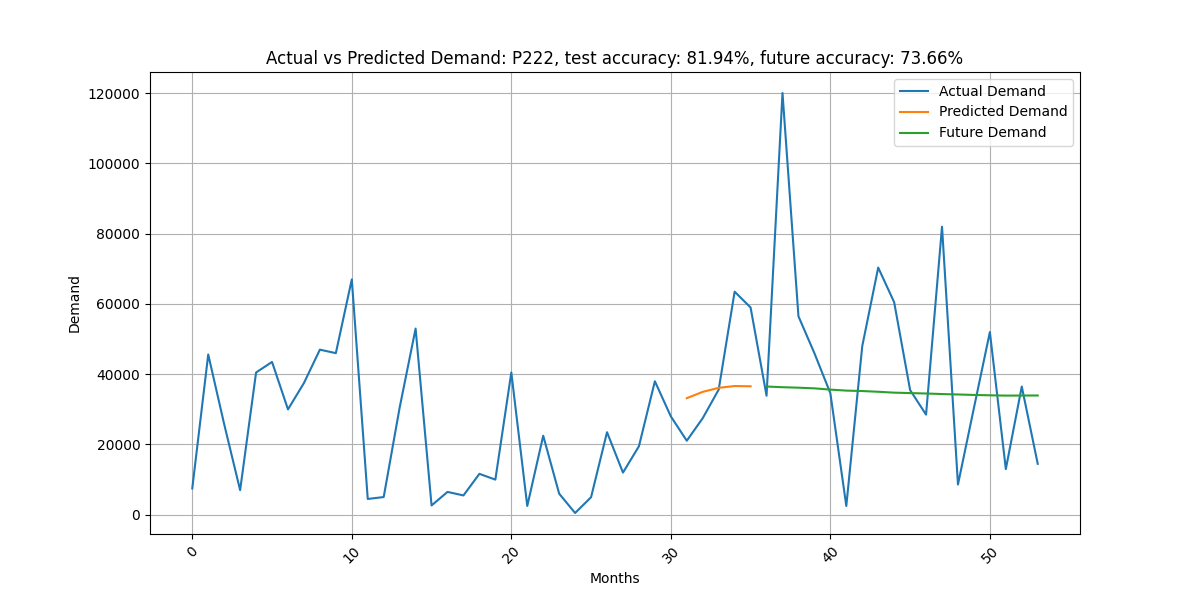 Actual vs Predicted Demand: P222, test accuracy: 81.94%, future accuracy: 73.66%
Actual Demand
Predicted Demand
Future Demand
120000
100000
80000
60000
40000
20000
0
Demand
0 10 20 30 40 50
Months